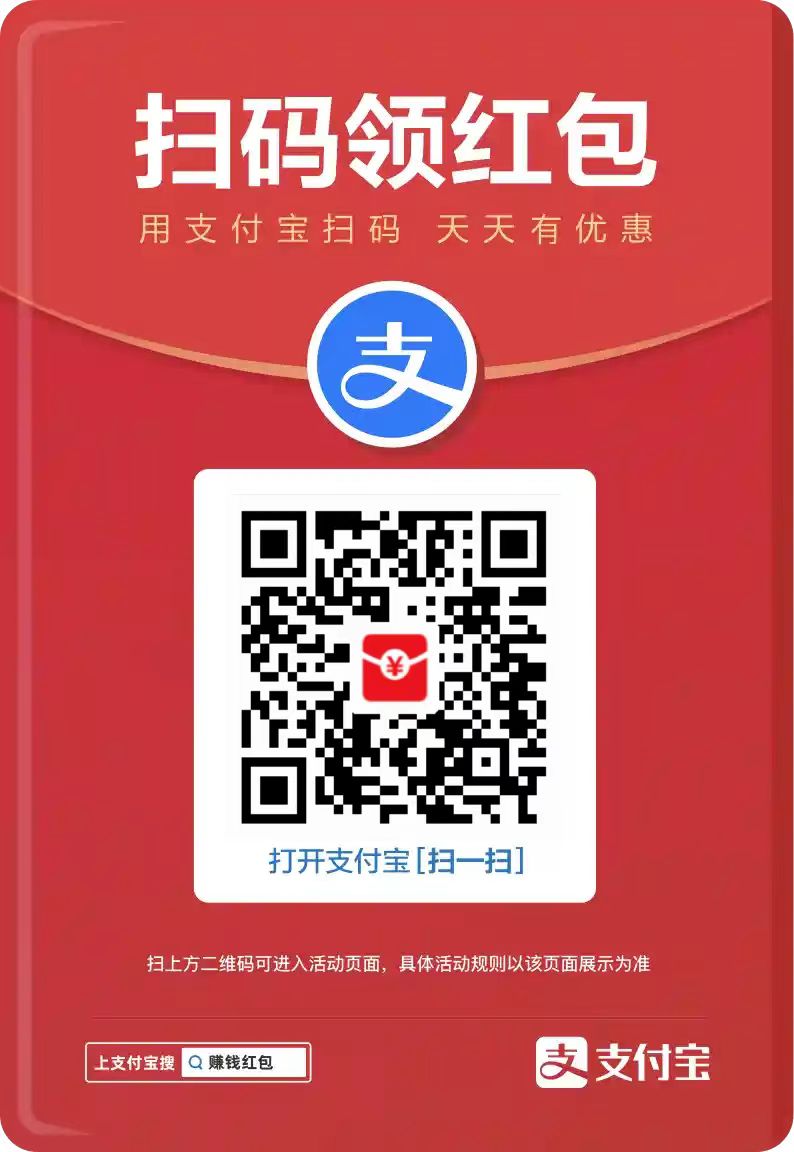 扫码领红包
用支付宝扫码 天天有优惠
支
¥
打开支付宝[扫一扫]
扫上方二维码可进入活动页面，具体活动规则以该页面展示为准
上支付宝搜 赚钱红包
支 支付宝